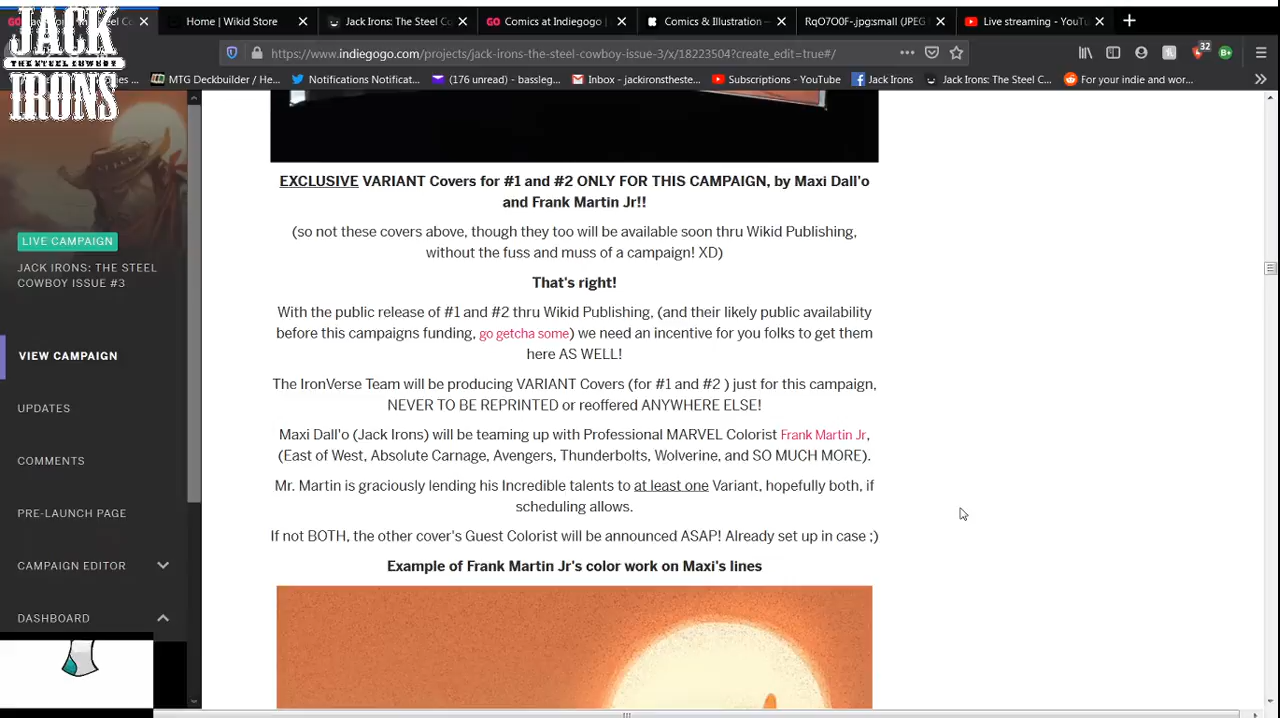 GO
Home | Wikid Store
Jack Irons: The Steel Co
GO Comics at Indiegogo |
Comics & Illustration —
RqO7O0F-.jpg:small (JPEG
Live streaming - YouTu
JACK
THE STEEL COWBOY
IRONS
https://www.indiegogo.com/projects/jack-irons-the-steel-cowboy-issue-3/x/18223504?create_edit=true#/
32
B+
MTG Deckbuilder / He...
Notifications Notificat...
(176 unread) - bassleg...
Inbox - jackironsthe...
Subscriptions - YouTube
Jack Irons
Jack Irons: The Steel C...
For your indie and wo...
LIVE CAMPAIGN
JACK IRONS: THE STEEL
COWBOY ISSUE #3
VIEW CAMPAIGN
UPDATES
COMMENTS
PRE-LAUNCH PAGE
CAMPAIGN EDITOR
DASHBOARD
EXCLUSIVE VARIANT Covers for #1 and #2 ONLY FOR THIS CAMPAIGN, by Maxi Dall'o
and Frank Martin Jr!!
(so not these covers above, though they too will be available soon thru Wikid Publishing,
without the fuss and muss of a campaign! XD)
That's right!
With the public release of #1 and #2 thru Wikid Publishing, (and their likely public availability
before this campaigns funding, go getcha some) we need an incentive for you folks to get them
here AS WELL!
The IronVerse Team will be producing VARIANT Covers (for #1 and #2 ) just for this campaign,
NEVER TO BE REPRINTED or reoffered ANYWHERE ELSE!
Maxi Dall'o (Jack Irons) will be teaming up with Professional MARVEL Colorist Frank Martin Jr,
(East of West, Absolute Carnage, Avengers, Thunderbolts, Wolverine, and SO MUCH MORE).
Mr. Martin is graciously lending his Incredible talents to at least one Variant, hopefully both, if
scheduling allows.
If not BOTH, the other cover's Guest Colorist will be announced ASAP! Already set up in case ;)
Example of Frank Martin Jr's color work on Maxi's lines